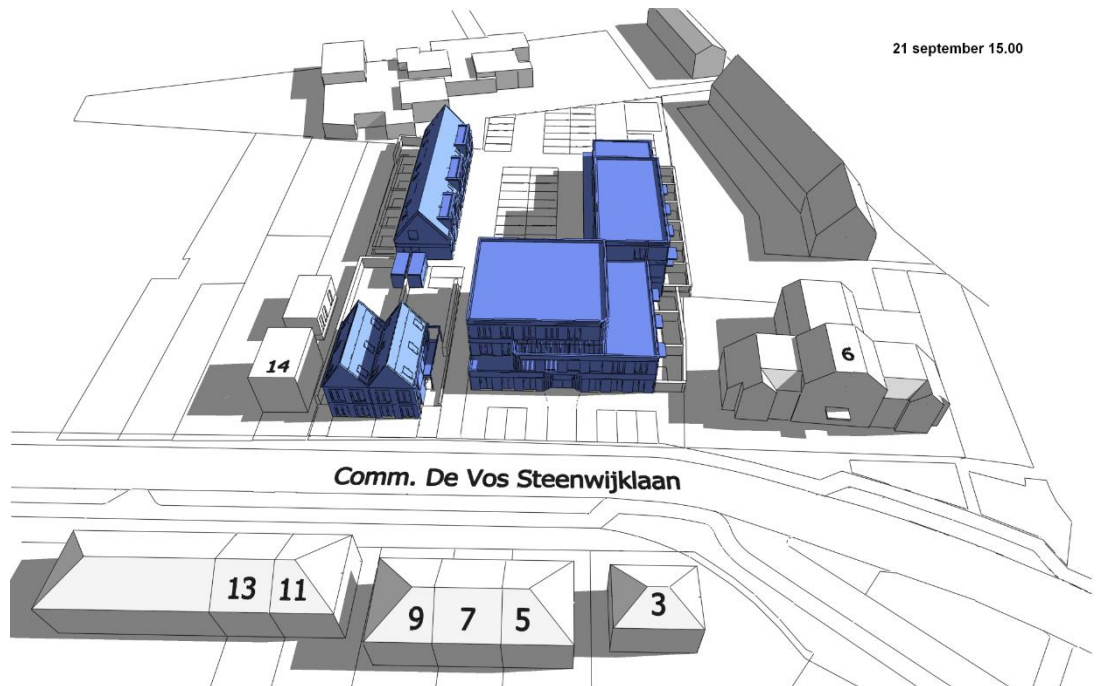 21 september 15.00
6
14
Comm. De Vos Steenwijklaan
13 11
9 7 5
3